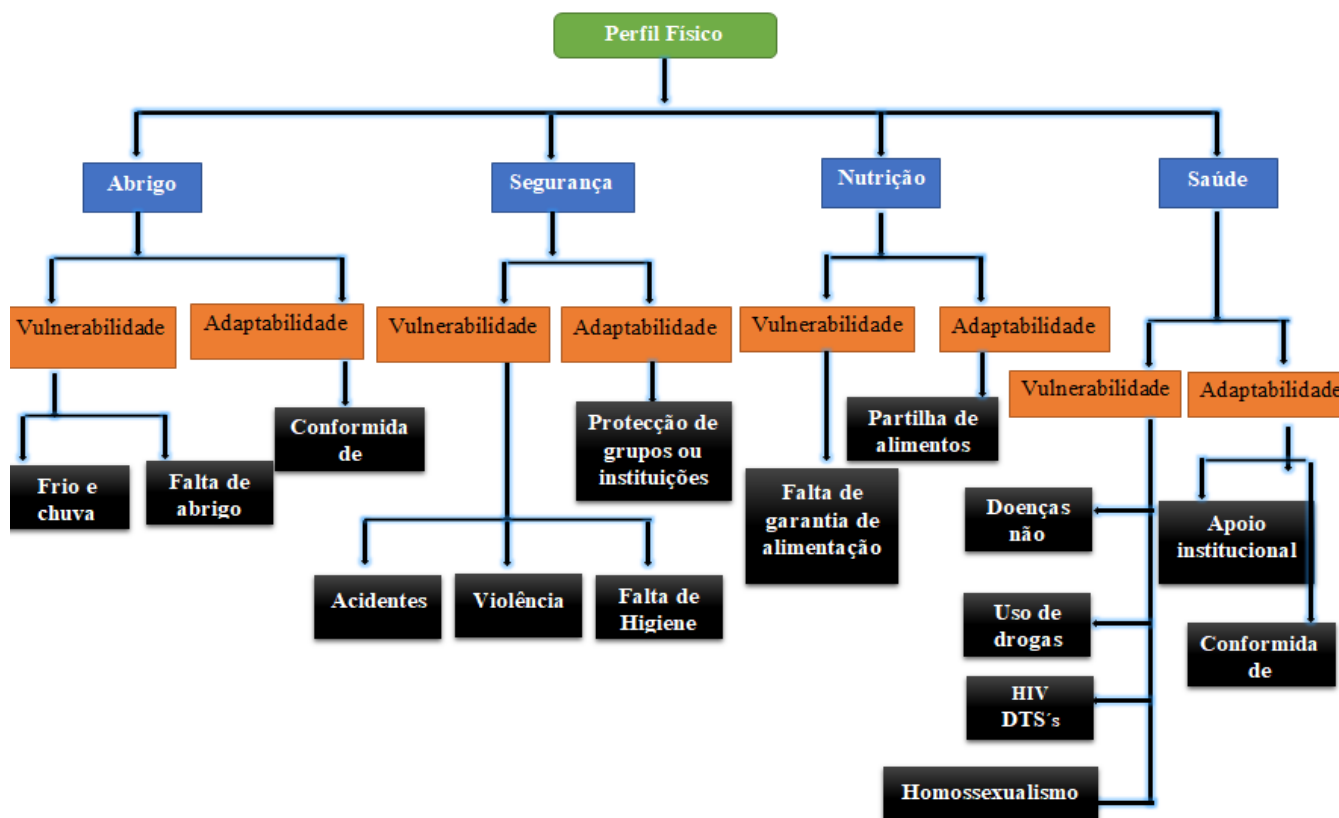 Perfil Físico
Abrigo
Segurança
Nutrição
Saúde
Vulnerabilidade
Adaptabilidade
Vulnerabilidade
Adaptabilidade
Vulnerabilidade
Adaptabilidade
Vulnerabilidade
Adaptabilidade
Frio e
chuva
Falta de
abrigo
Conformida
de
Acidentes
Violência
Falta de
Higiene
Protecção de
grupos ou
instituições
Falta de
garantia de
alimentação
Partilha de
alimentos
Doenças
não
Uso de
drogas
HIV
DTS´s
Homossexualismo
Apoio
institucional
Conformida
de